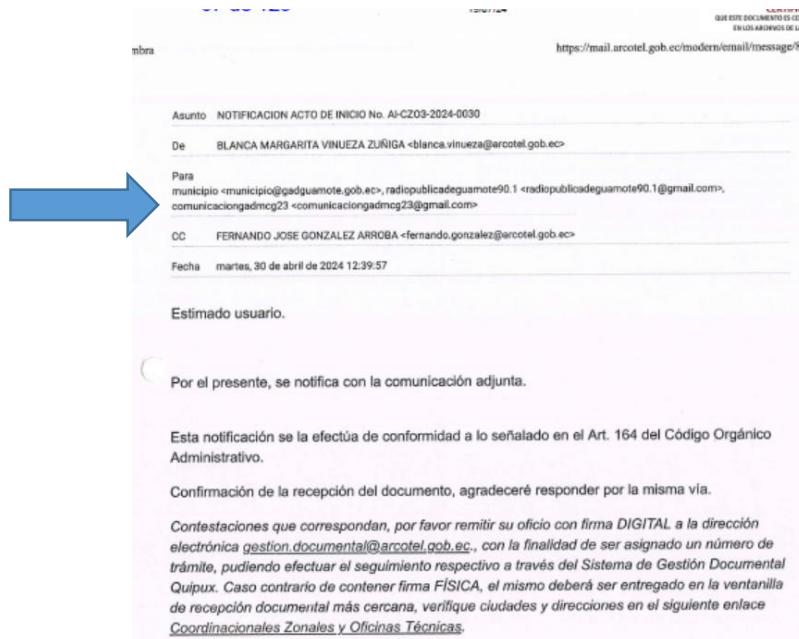 QUE ESTE DOCUMENTO ES CO
EN LOS ARCHIVOS DE L
mbra https://mail.arcotel.gob.ec/modern/email/message/8
Asunto NOTIFICACION ACTO DE INICIO No. AI-CZO3-2024-0030
De BLANCA MARGARITA VINUEZA ZUÑIGA <blanca.vinueza@arcotel.gob.ec>
Para
municipio <municipio@gadguamote.gob.ec>, radiopublicadeguamote90.1 <radiopublicadeguamote90.1@gmail.com>,
comunicaciongadmcg23 <comunicaciongadmcg23@gmail.com>
CC FERNANDO JOSE GONZALEZ ARROBA <fernando.gonzalez@arcotel.gob.ec>
Fecha martes, 30 de abril de 2024 12:39:57
Estimado usuario.
Por el presente, se notifica con la comunicación adjunta.
Esta notificación se la efectúa de conformidad a lo señalado en el Art. 164 del Código Orgánico
Administrativo.
Confirmación de la recepción del documento, agradeceré responder por la misma vía.
Contestaciones que correspondan, por favor remitir su oficio con firma DIGITAL a la dirección
electrónica gestion.documental@arcotel.gob.ec., con la finalidad de ser asignado un número de
trámite, pudiendo efectuar el seguimiento respectivo a través del Sistema de Gestión Documental
Quipux. Caso contrario de contener firma FÍSICA, el mismo deberá ser entregado en la ventanilla
de recepción documental más cercana, verifique ciudades y direcciones en el siguiente enlace
Coordinacionales Zonales y Oficinas Técnicas.